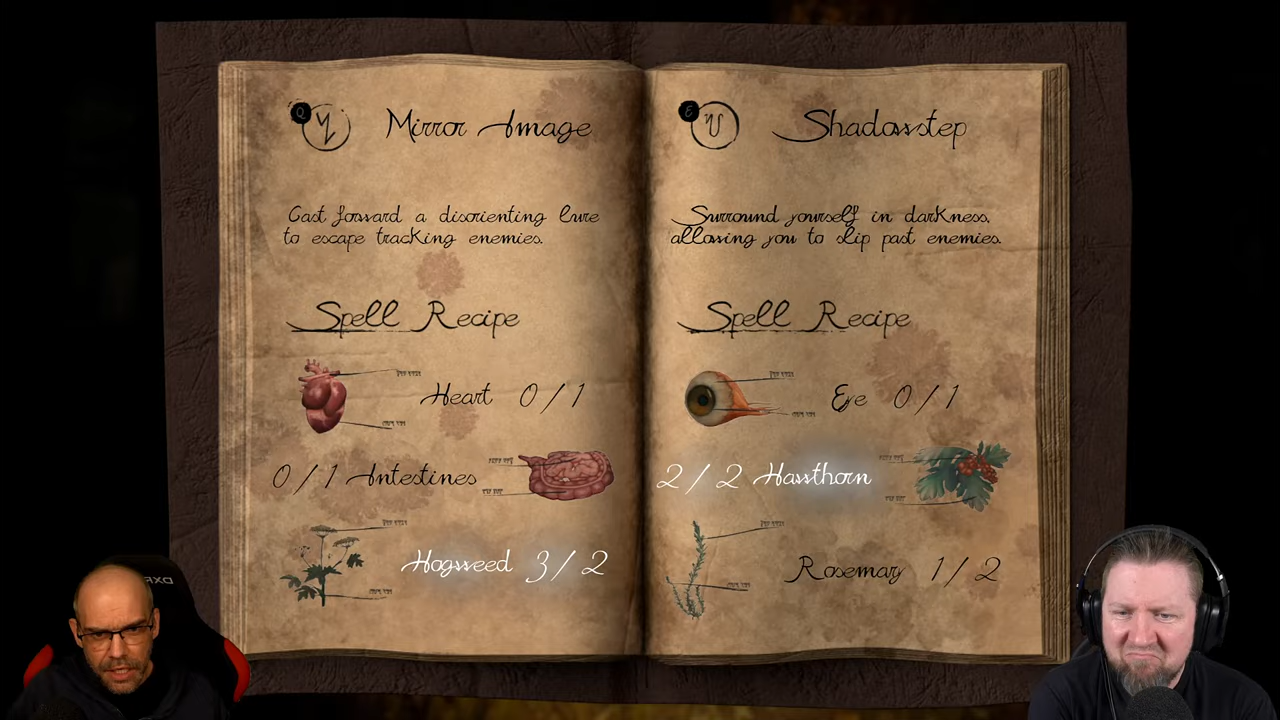 Q
Mirror Image
Cast forward a disorienting lure
to escape tracking enemies.
Spell Recipe
Heart 0/1
0/1 Intestines
Hogweed 3/2
E
Shadowstep
Surround yourself in darkness,
allowing you to slip past enemies.
Spell Recipe
Eye 0/1
2/2 Hawthorn
Rosemary 1/2